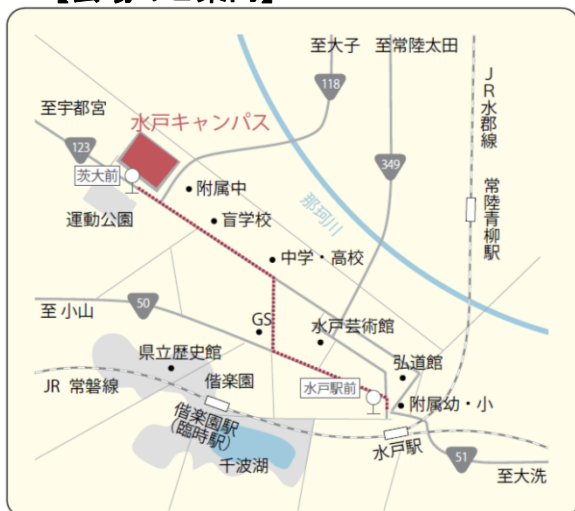 【会場のご案内】
至大子
至常陸太田
JR水郡線
118
至宇都宮
水戸キャンパス
123
茨大前
附属中
349
那珂川
常陸青柳駅
運動公園
盲学校
中学・高校
50
至 小山
GS
水戸芸術館
県立歴史館
弘道館
JR 常磐線
偕楽園
水戸駅前
偕楽園駅
(臨時駅)
附属幼・小
水戸駅
千波湖
51
至大洗